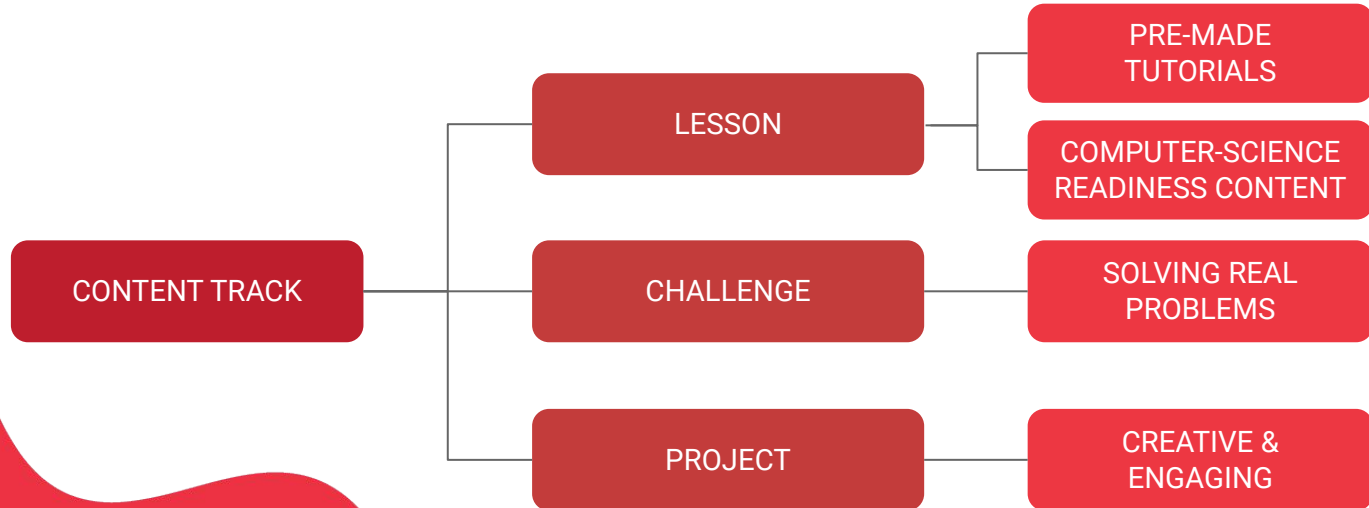 PRE-MADE
TUTORIALS
LESSON
COMPUTER-SCIENCE
READINESS CONTENT
CONTENT TRACK
CHALLENGE
SOLVING REAL
PROBLEMS
PROJECT
CREATIVE &
ENGAGING